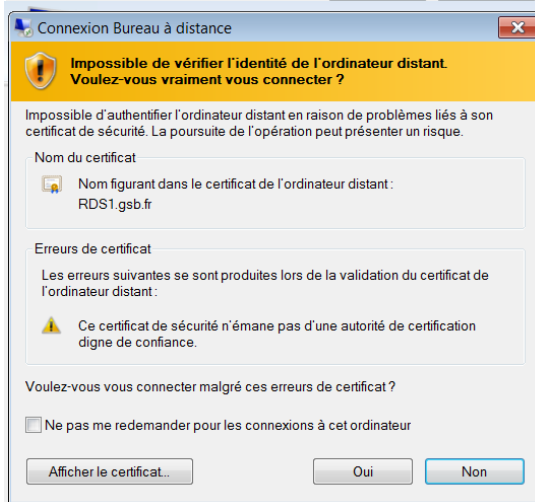 Connexion Bureau à distance
Impossible de vérifier l'identité de l'ordinateur distant.
Voulez-vous vraiment vous connecter ?
Impossible d'authentifier l'ordinateur distant en raison de problèmes liés à son
certificat de sécurité. La poursuite de l'opération peut présenter un risque.
Nom du certificat
Nom figurant dans le certificat de l'ordinateur distant :
RDS1.gsb.fr
Erreurs de certificat
Les erreurs suivantes se sont produites lors de la validation du certificat de
l'ordinateur distant :
Ce certificat de sécurité n'émane pas d'une autorité de certification
digne de confiance.
Voulez-vous vous connecter malgré ces erreurs de certificat ?
Ne pas me redemander pour les connexions à cet ordinateur
Afficher le certificat...
Oui
Non